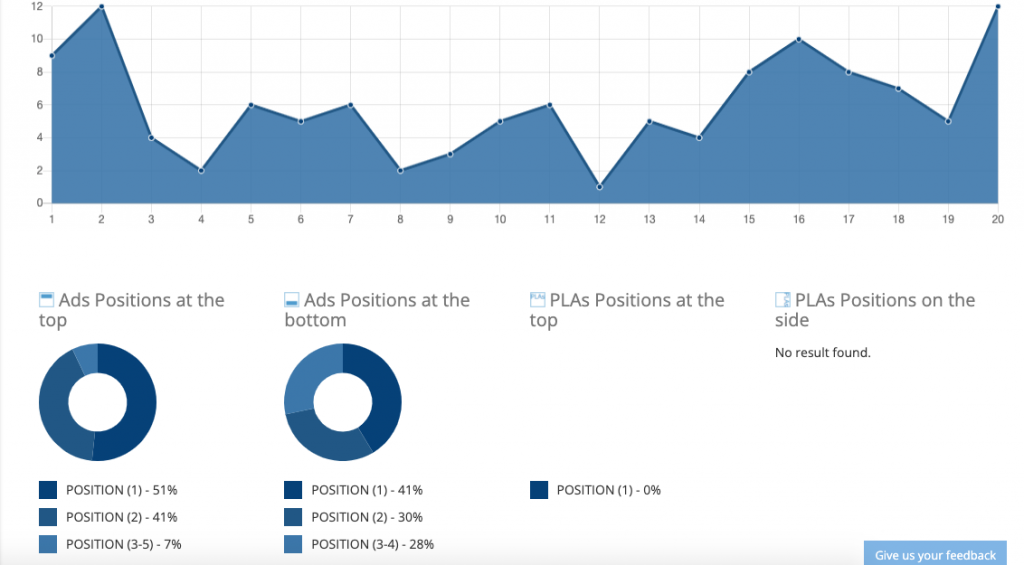 12
10
8
6
4
2
0
1 2 3 4 5 6 7 8 9 10 11 12 13 14 15 16 17 18 19 20
Ads Positions at the
top
POSITION (1) - 51%
POSITION (2) - 41%
POSITION (3-5) - 7%
Ads Positions at the
bottom
POSITION (1) - 41%
POSITION (2) - 30%
POSITION (3-4) - 28%
PLAs PLAs Positions at the
top
POSITION (1) - 0%
PLAs Positions on the
side
No result found.
Give us your feedback